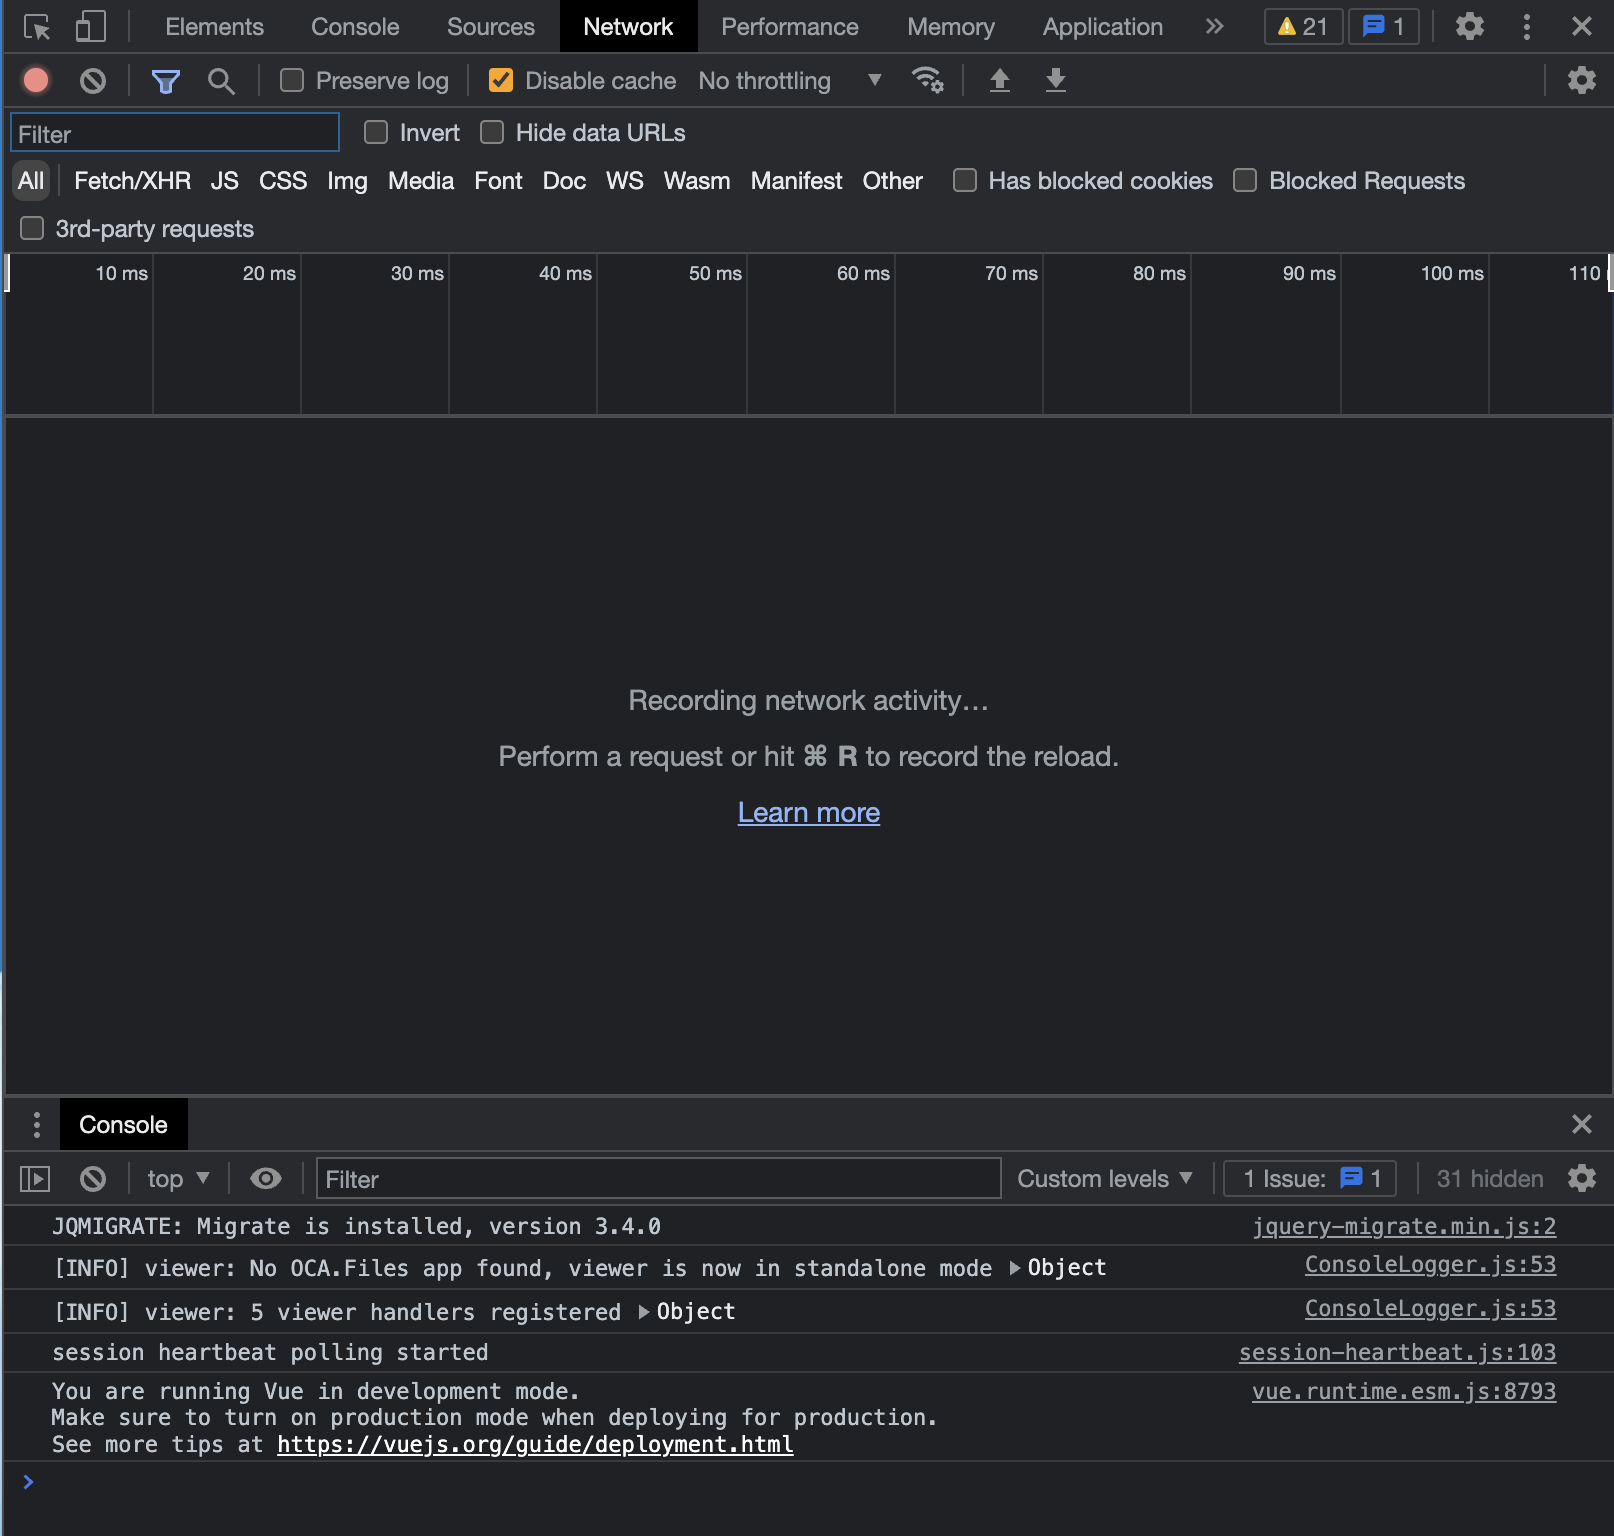 Elements Console Sources Network Performance Memory Application » 21 1
Preserve log Disable cache No throttling
Filter Invert Hide data URLs
All Fetch/XHR JS CSS Img Media Font Doc WS Wasm Manifest Other Has blocked cookies Blocked Requests
3rd-party requests
10 ms 20 ms 30 ms 40 ms 50 ms 60 ms 70 ms 80 ms 90 ms 100 ms 110
Recording network activity…
Perform a request or hit ⌘ R to record the reload.
Learn more
Console
top Filter Custom levels 1 Issue: 1 31 hidden
JQMIGRATE: Migrate is installed, version 3.4.0 jquery-migrate.min.js:2
[INFO] viewer: No OCA.Files app found, viewer is now in standalone mode ▶Object ConsoleLogger.js:53
[INFO] viewer: 5 viewer handlers registered ▶Object ConsoleLogger.js:53
session heartbeat polling started session-heartbeat.js:103
You are running Vue in development mode. vue.runtime.esm.js:8793
Make sure to turn on production mode when deploying for production.
See more tips at https://vuejs.org/guide/deployment.html